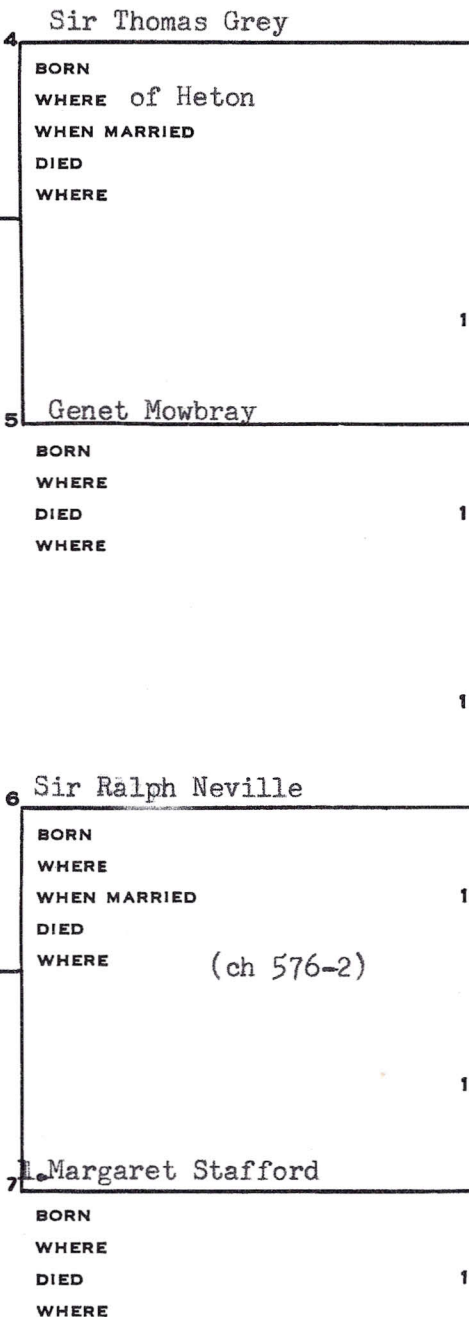 Sir Thomas Grey
4
BORN
WHERE of Heton
WHEN MARRIED
DIED
WHERE
1
Genet Mowbray
5
BORN
WHERE
DIED
1
WHERE
1
Sir Ralph Neville
6
BORN
WHERE
WHEN MARRIED
1
DIED
WHERE (ch 576-2)
1
1.Margaret Stafford
7
BORN
WHERE
DIED
1
WHERE